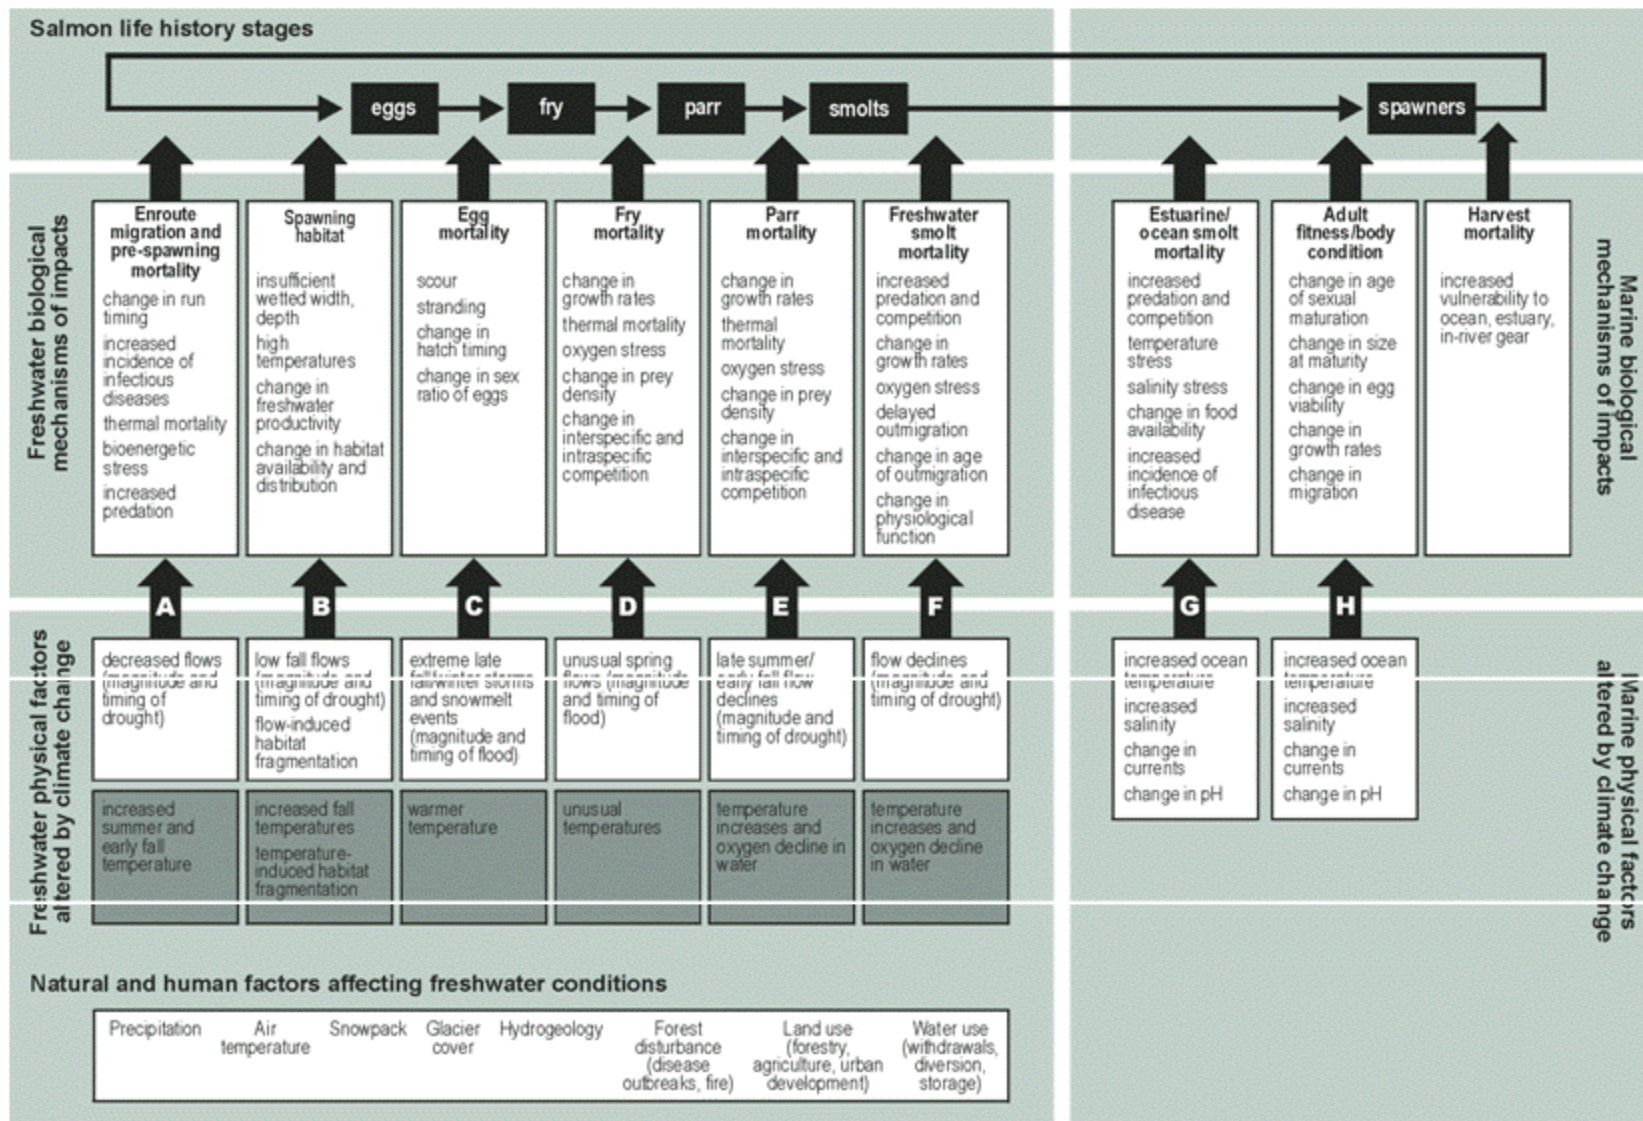 Salmon life history stages
eggs
fry
parr
smolts
spawners
Freshwater biological
mechanisms of impacts
Enroute
migration and
pre-spawning
mortality
change in run
timing
increased
incidence of
infectious
diseases
thermal mortality
bioenergetic
stress
increased
predation
Spawning
habitat
insufficient
wetted width,
depth
high
temperatures
change in
freshwater
productivity
change in habitat
availability and
distribution
Egg
mortality
scour
stranding
change in
hatch timing
change in sex
ratio of eggs
Fry
mortality
change in
growth rates
thermal mortality
oxygen stress
change in prey
density
change in
interspecific and
intraspecific
competition
Parr
mortality
change in
growth rates
thermal
mortality
oxygen stress
change in prey
density
change in
interspecific and
intraspecific
competition
Freshwater
smolt
mortality
increased
predation and
competition
change in
growth rates
oxygen stress
delayed
outmigration
change in age
of outmigration
change in
physiological
function
Estuarine/
ocean smolt
mortality
increased
predation and
competition
temperature
stress
salinity stress
change in food
availability
increased
incidence of
infectious
disease
Adult
fitness/body
condition
change in age
of sexual
maturation
change in size
at maturity
change in egg
viability
change in
growth rates
change in
migration
Harvest
mortality
increased
vulnerability to
ocean, estuary,
in-river gear
Marine biological
mechanisms of impacts
A
B
C
D
E
F
G
H
Freshwater physical factors
altered by climate change
decreased flows
(magnitude and
timing of
drought)
low fall flows
(magnitude and
timing of drought)
flow-induced
habitat
fragmentation
extreme late
fall/winter storms
and snowmelt
events
(magnitude and
timing of flood)
unusual spring
flows (magnitude
and timing of
flood)
late summer/
early fall flow
declines
(magnitude and
timing of drought)
flow declines
(magnitude and
timing of drought)
increased ocean
temperature
increased
salinity
change in
currents
change in pH
increased ocean
temperature
increased
salinity
change in
currents
change in pH
Marine physical factors
altered by climate change
increased
summer and
early fall
temperature
increased fall
temperatures
temperature-
induced habitat
fragmentation
warmer
temperature
unusual
temperatures
temperature
increases and
oxygen decline in
water
temperature
increases and
oxygen decline
in water
Natural and human factors affecting freshwater conditions
Precipitation
Air
temperature
Snowpack
Glacier
cover
Hydrogeology
Forest
disturbance
(disease
outbreaks, fire)
Land use
(forestry,
agriculture, urban
development)
Water use
(withdrawals,
diversion,
storage)